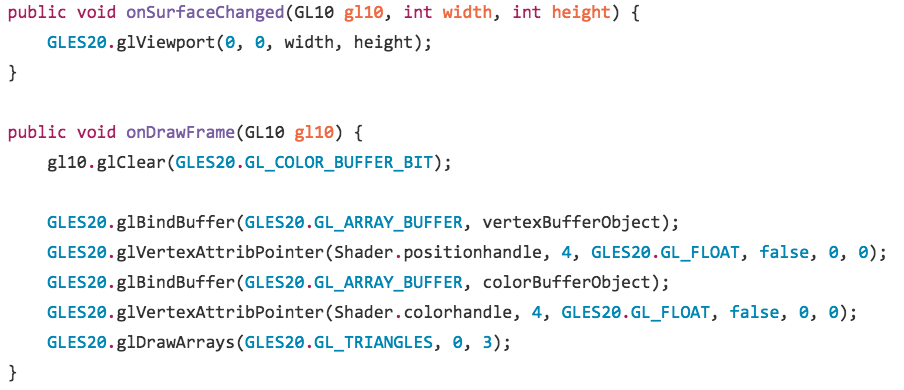 public void onSurfaceChanged(GL10 gl10, int width, int height) {
    GLES20.glViewport(0, 0, width, height);
}

public void onDrawFrame(GL10 gl10) {
    gl10.glClear(GLES20.GL_COLOR_BUFFER_BIT);

    GLES20.glBindBuffer(GLES20.GL_ARRAY_BUFFER, vertexBufferObject);
    GLES20.glVertexAttribPointer(Shader.positionhandle, 4, GLES20.GL_FLOAT, false, 0, 0);
    GLES20.glBindBuffer(GLES20.GL_ARRAY_BUFFER, colorBufferObject);
    GLES20.glVertexAttribPointer(Shader.colorhandle, 4, GLES20.GL_FLOAT, false, 0, 0);
    GLES20.glDrawArrays(GLES20.GL_TRIANGLES, 0, 3);
}